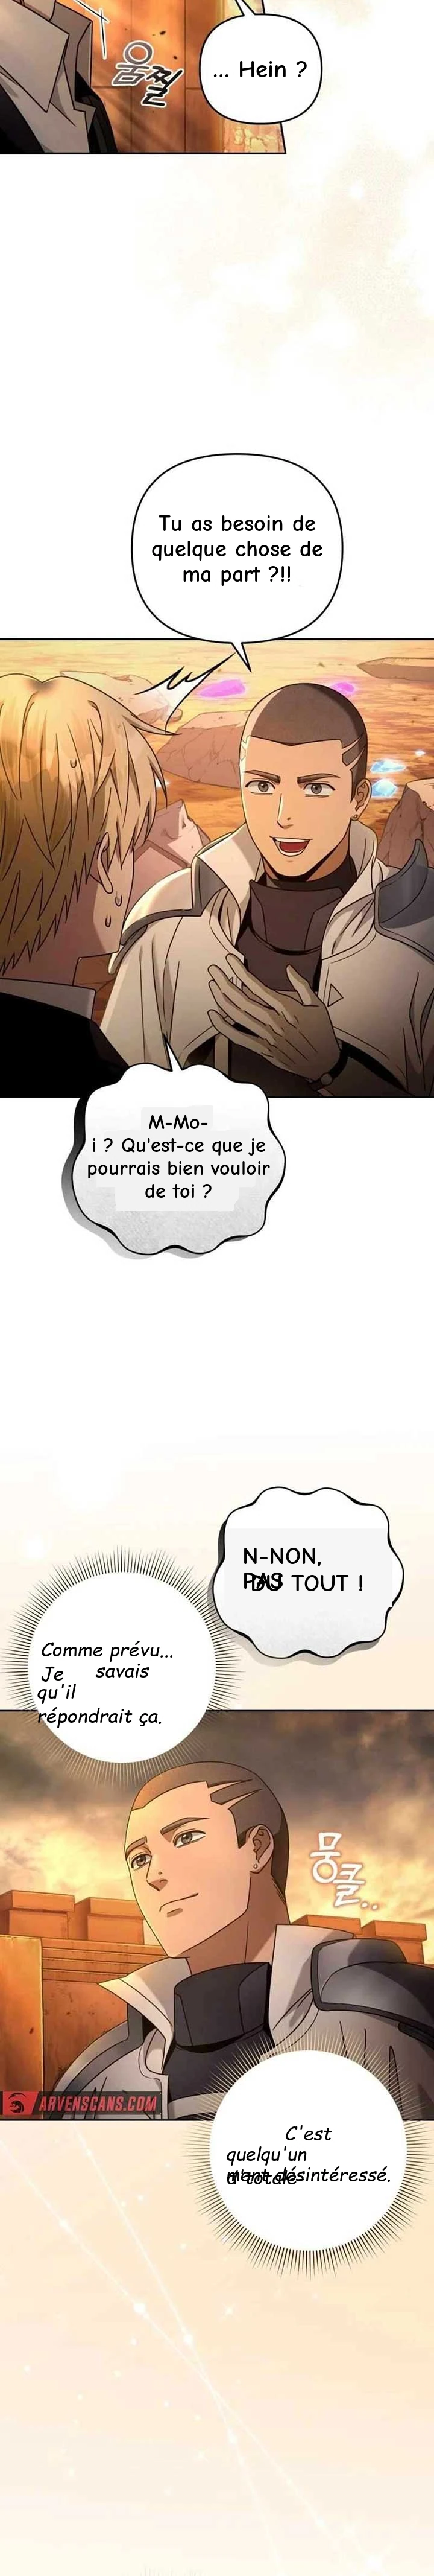 움찔
... Hein ?
Tu as besoin de
quelque chose de
ma part ?!!
M-Mo-
i ? Qu'est-ce que je
pourrais bien vouloir
de toi ?
N-NON,
PAS
DU TOUT !
Comme prévu...
Je savais
qu'il
répondrait ça.
뭉클..
ARVENSCANS.COM
C'est
quelqu'un
d'totale-
ment désintéressé.